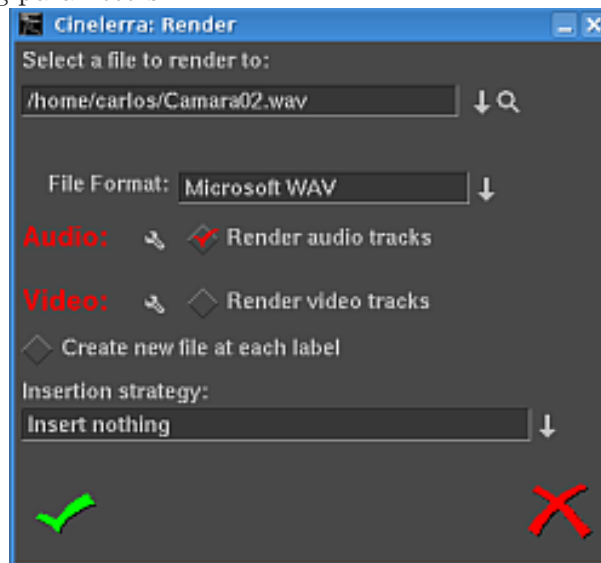 Cinelerra: Render
Select a file to render to:
/home/carlos/Camara02.wav
File Format: Microsoft WAV
Audio: Render audio tracks
Video: Render video tracks
Create new file at each label
Insertion strategy:
Insert nothing